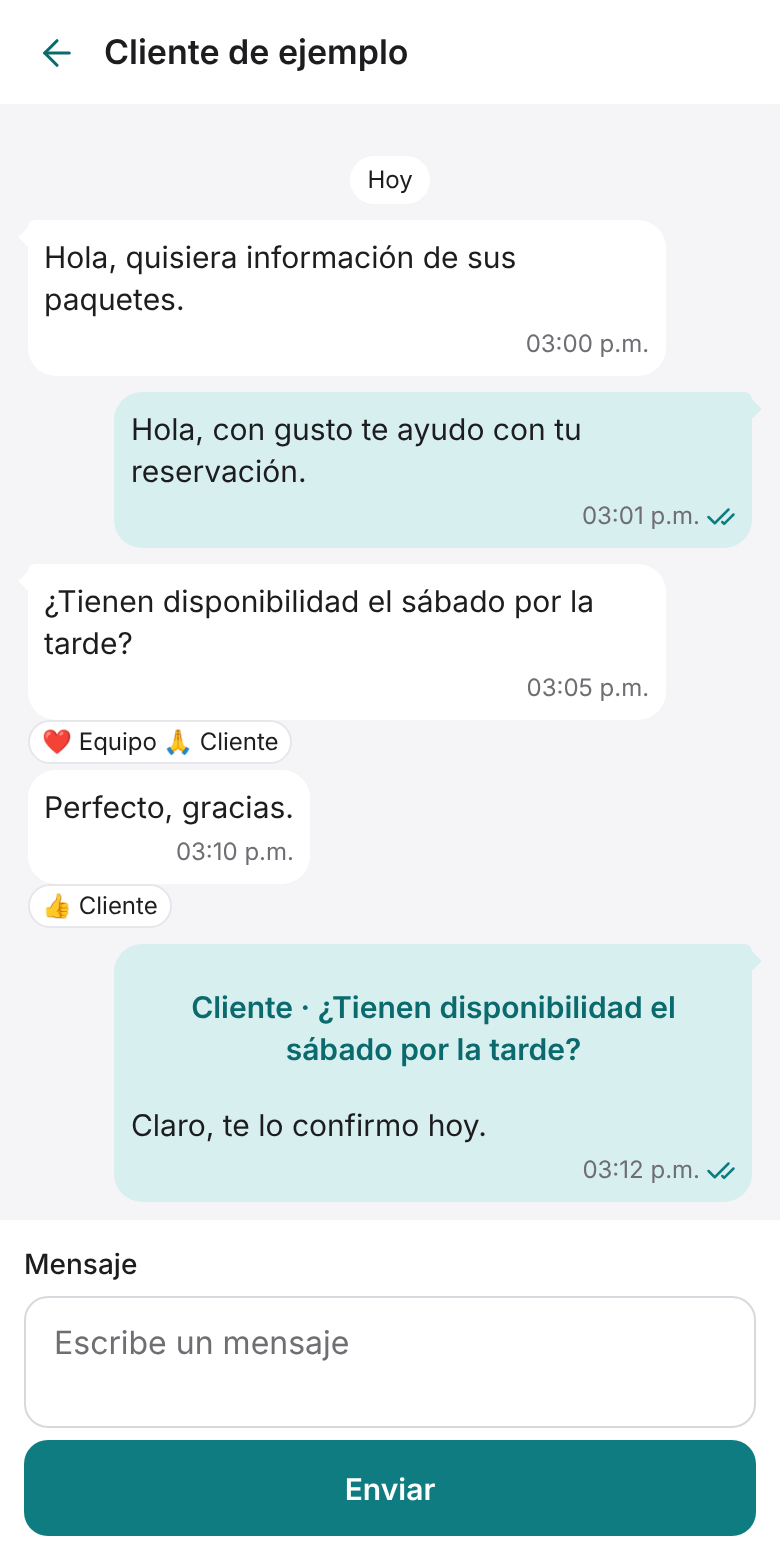 Cliente de ejemplo
Hoy
Hola, quisiera información de sus
paquetes.
03:00 p.m.
Hola, con gusto te ayudo con tu
reservación.
03:01 p.m.
¿Tienen disponibilidad el sábado por la
tarde?
03:05 p.m.
❤️ Equipo 🙏 Cliente
Perfecto, gracias.
03:10 p.m.
👍 Cliente
Cliente · ¿Tienen disponibilidad el
sábado por la tarde?
Claro, te lo confirmo hoy.
03:12 p.m.
Mensaje
Escribe un mensaje
Enviar